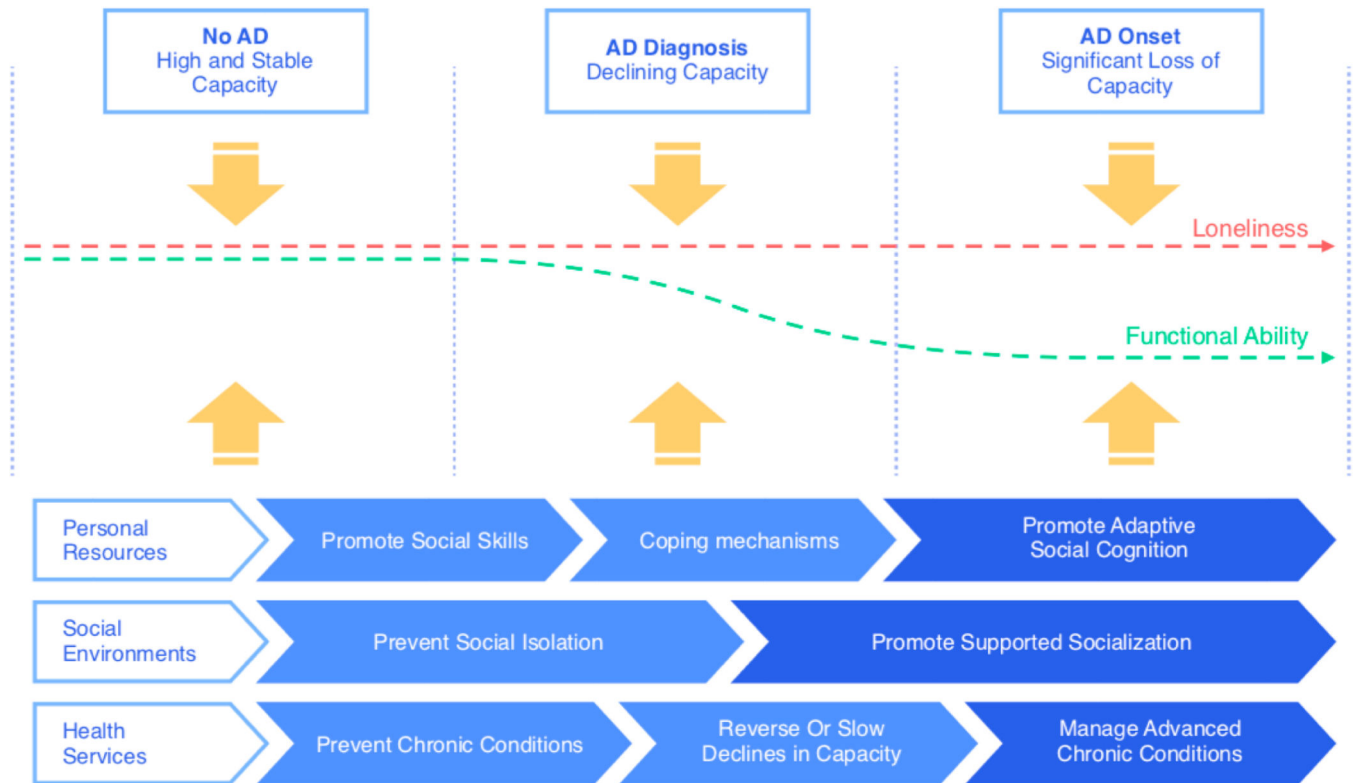 No AD
High and Stable
Capacity
AD Diagnosis
Declining Capacity
AD Onset
Significant Loss of
Capacity
Loneliness
Functional Ability
Personal
Resources
Promote Social Skills
Coping mechanisms
Promote Adaptive
Social Cognition
Social
Environments
Prevent Social Isolation
Promote Supported Socialization
Health
Services
Prevent Chronic Conditions
Reverse Or Slow
Declines in Capacity
Manage Advanced
Chronic Conditions